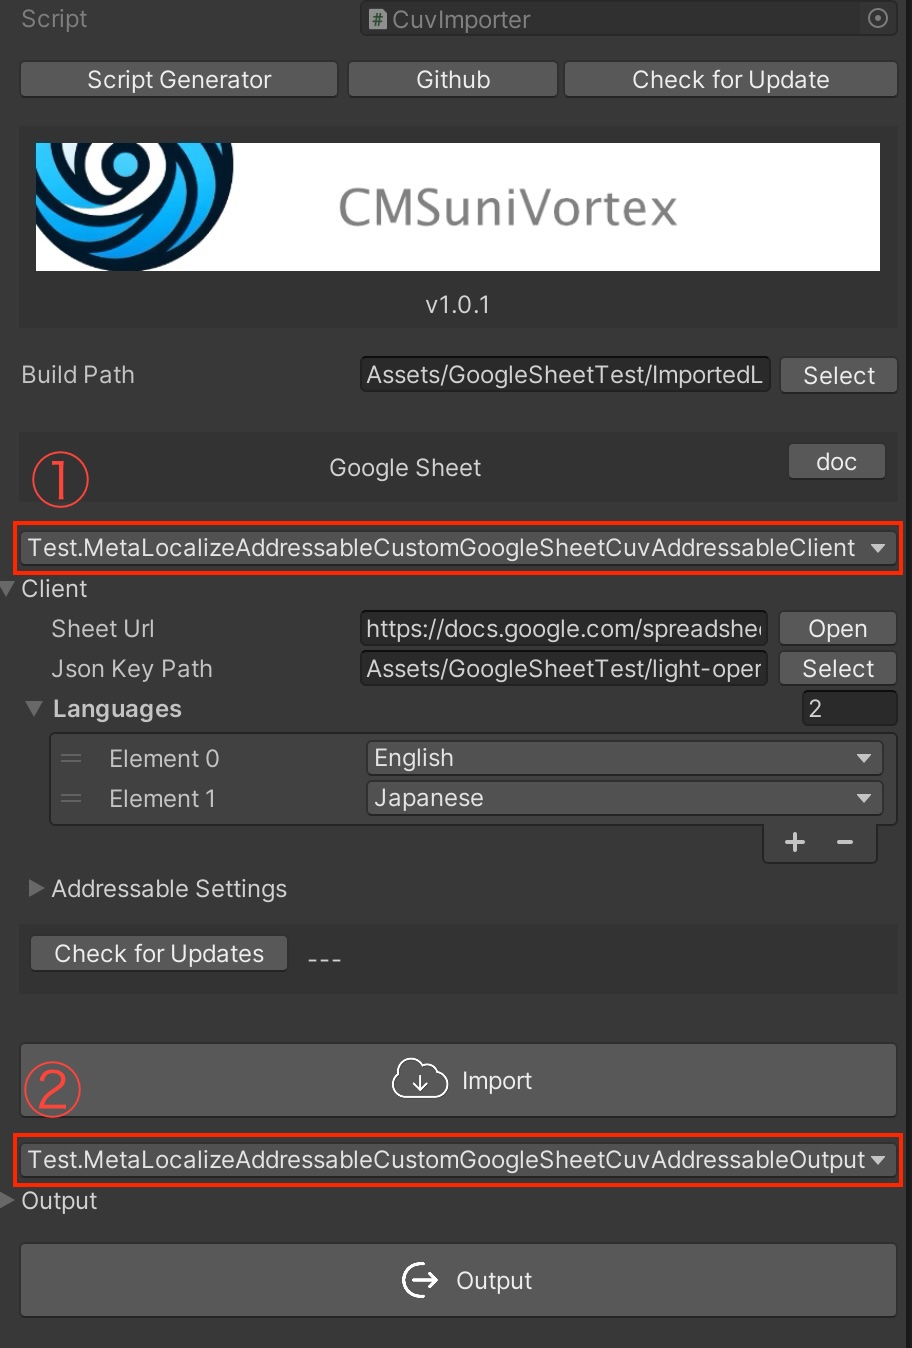 Script # CuvImporter
Script Generator Github Check for Update
CMSuniVortex
v1.0.1
Build Path Assets/GoogleSheetTest/ImportedL Select
① Google Sheet doc
Test.MetaLocalizeAddressableCustomGoogleSheetCuvAddressableClient
Client
Sheet Url https://docs.google.com/spreadshee Open
Json Key Path Assets/GoogleSheetTest/light-oper Select
Languages 2
Element 0 English
Element 1 Japanese
+ −
Addressable Settings
Check for Updates ---
② Import
Test.MetaLocalizeAddressableCustomGoogleSheetCuvAddressableOutput
Output
Output